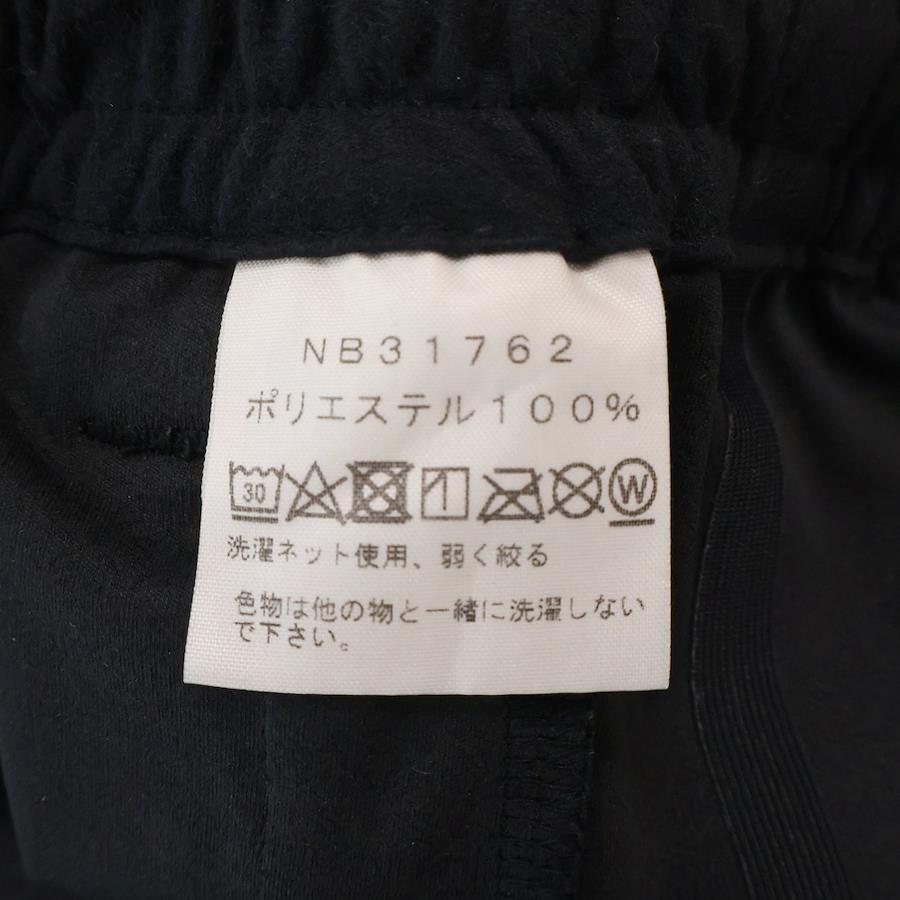 NB31762
ポリエステル100%
30 W
洗濯ネット使用、弱く絞る
色物は他の物と一緒に洗濯しない
で下さい。